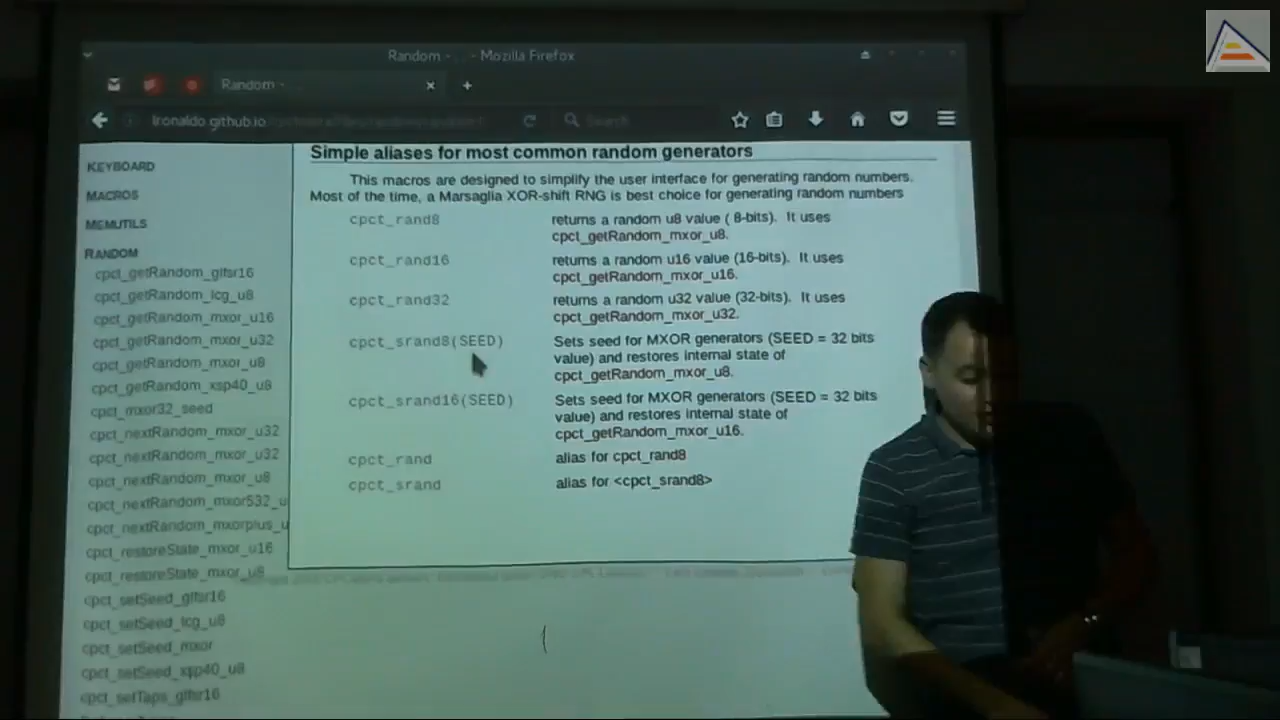 Random - - Mozilla Firefox
Random -
lronaldo.github.io
Search
KEYBOARD
MACROS
MEMUTILS
RANDOM
cpct_getRandom_glfsr16
cpct_getRandom_lcg_u8
cpct_getRandom_mxor_u16
cpct_getRandom_mxor_u32
cpct_getRandom_mxor_u8
cpct_getRandom_xsp40_u8
cpct_mxor32_seed
cpct_nextRandom_mxor_u32
cpct_nextRandom_mxor_u32
cpct_nextRandom_mxor_u8
cpct_nextRandom_mxor532_u
cpct_nextRandom_mxorplus_u
cpct_restoreState_mxor_u16
cpct_restoreState_mxor_u8
cpct_setSeed_glfsr16
cpct_setSeed_lcg_u8
cpct_setSeed_mxor
cpct_setSeed_xsp40_u8
cpct_setTaps_glfsr16
Simple aliases for most common random generators
This macros are designed to simplify the user interface for generating random numbers.
Most of the time, a Marsaglia XOR-shift RNG is best choice for generating random numbers
cpct_rand8 returns a random u8 value ( 8-bits). It uses
cpct_getRandom_mxor_u8.
cpct_rand16 returns a random u16 value (16-bits). It uses
cpct_getRandom_mxor_u16.
cpct_rand32 returns a random u32 value (32-bits). It uses
cpct_getRandom_mxor_u32.
cpct_srand8(SEED) Sets seed for MXOR generators (SEED = 32 bits
value) and restores internal state of
cpct_getRandom_mxor_u8.
cpct_srand16(SEED) Sets seed for MXOR generators (SEED = 32 bits
value) and restores internal state of
cpct_getRandom_mxor_u16.
cpct_rand alias for cpct_rand8
cpct_srand alias for <cpct_srand8>